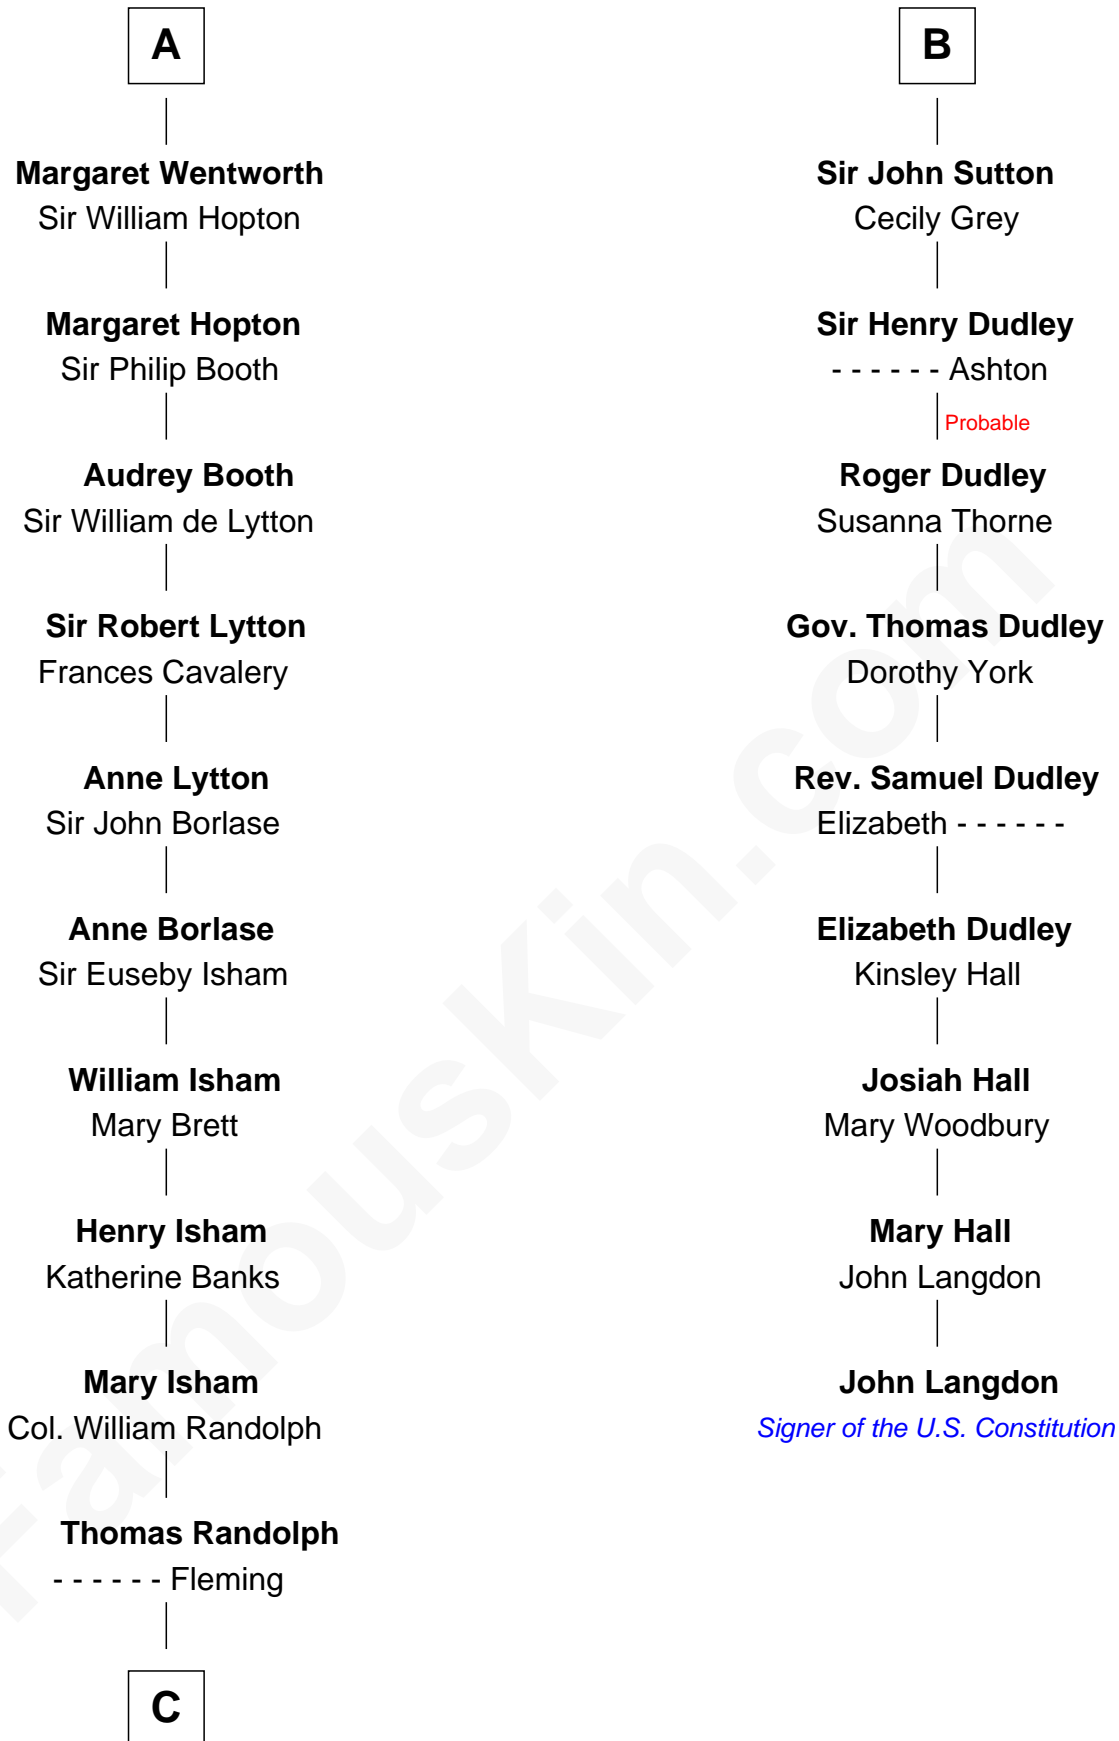 A
Margaret Wentworth
Sir William Hopton
Margaret Hopton
Sir Philip Booth
Audrey Booth
Sir William de Lytton
Sir Robert Lytton
Frances Cavalery
Anne Lytton
Sir John Borlase
Anne Borlase
Sir Euseby Isham
William Isham
Mary Brett
Henry Isham
Katherine Banks
Mary Isham
Col. William Randolph
Thomas Randolph
- - - - - - Fleming
C
B
Sir John Sutton
Cecily Grey
Sir Henry Dudley
- - - - - - Ashton
Probable
Roger Dudley
Susanna Thorne
Gov. Thomas Dudley
Dorothy York
Rev. Samuel Dudley
Elizabeth - - - - - -
Elizabeth Dudley
Kinsley Hall
Josiah Hall
Mary Woodbury
Mary Hall
John Langdon
John Langdon
Signer of the U.S. Constitution
FamousKin.com